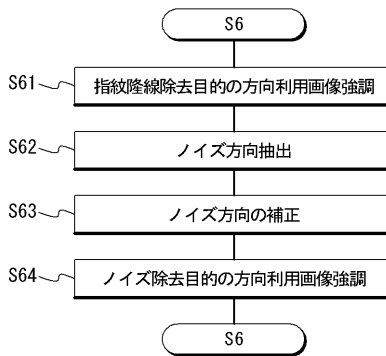 S6
S61
指紋隆線除去目的の方向利用画像強調
S62
ノイズ方向抽出
S63
ノイズ方向の補正
S64
ノイズ除去目的の方向利用画像強調
S6